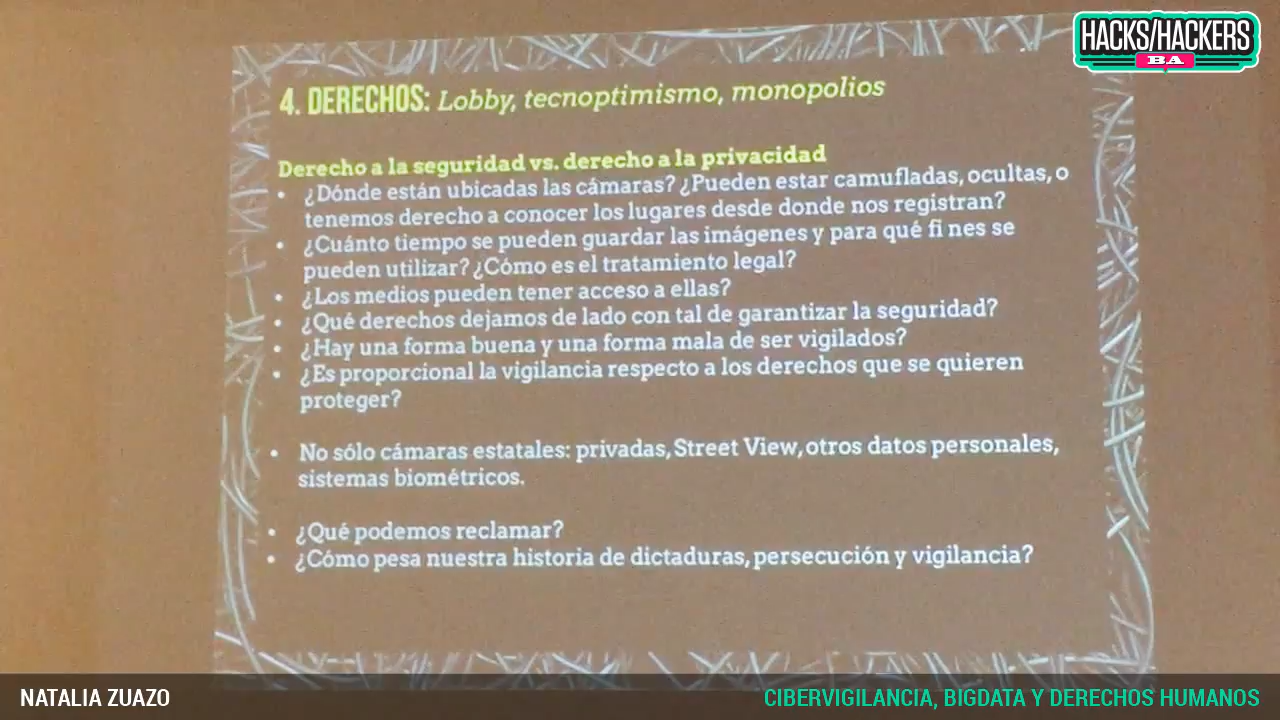 HACKS/HACKERS
BA
4. DERECHOS: Lobby, tecnoptimismo, monopolios
Derecho a la seguridad vs. derecho a la privacidad
• ¿Dónde están ubicadas las cámaras? ¿Pueden estar camufladas, ocultas, o
tenemos derecho a conocer los lugares desde donde nos registran?
• ¿Cuánto tiempo se pueden guardar las imágenes y para qué fi nes se
pueden utilizar? ¿Cómo es el tratamiento legal?
• ¿Los medios pueden tener acceso a ellas?
• ¿Qué derechos dejamos de lado con tal de garantizar la seguridad?
• ¿Hay una forma buena y una forma mala de ser vigilados?
• ¿Es proporcional la vigilancia respecto a los derechos que se quieren
proteger?
• No sólo cámaras estatales: privadas, Street View, otros datos personales,
sistemas biométricos.
• ¿Qué podemos reclamar?
• ¿Cómo pesa nuestra historia de dictaduras, persecución y vigilancia?
NATALIA ZUAZO
CIBERVIGILANCIA, BIGDATA Y DERECHOS HUMANOS